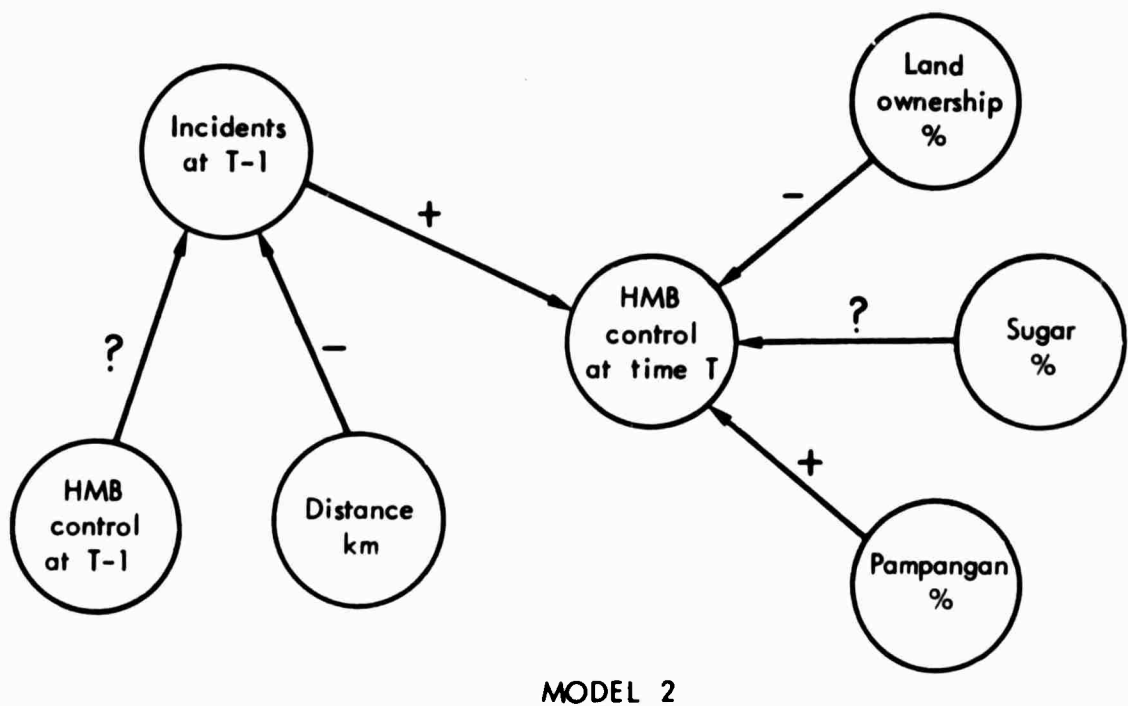 Land
ownership
%
Incidents
at T-1
-
+
HMB
control
at time T
?
Sugar
%
?
-
HMB
control
at T-1
Distance
km
+
Pampangan
%
MODEL 2